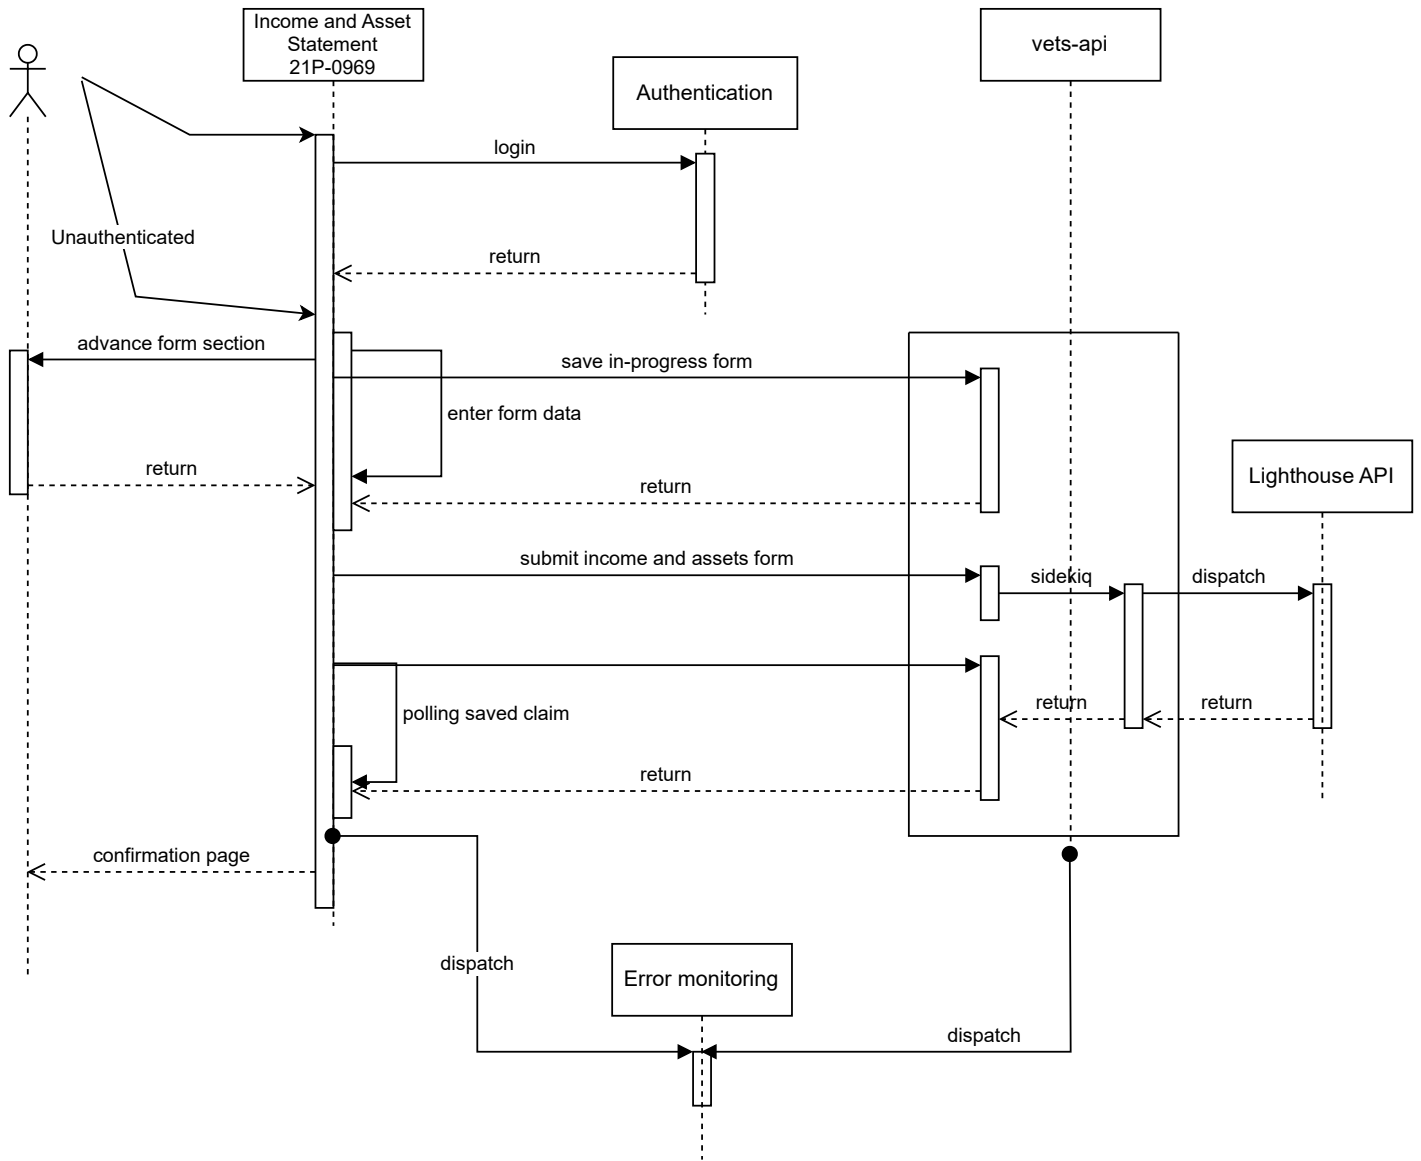 Income and Asset
Statement
21P-0969
vets-api
Authentication
login
Unauthenticated
return
advance form section
save in-progress form
enter form data
return
return
Lighthouse API
submit income and assets form
sidekiq
dispatch
polling saved claim
return
return
return
confirmation page
dispatch
Error monitoring
dispatch